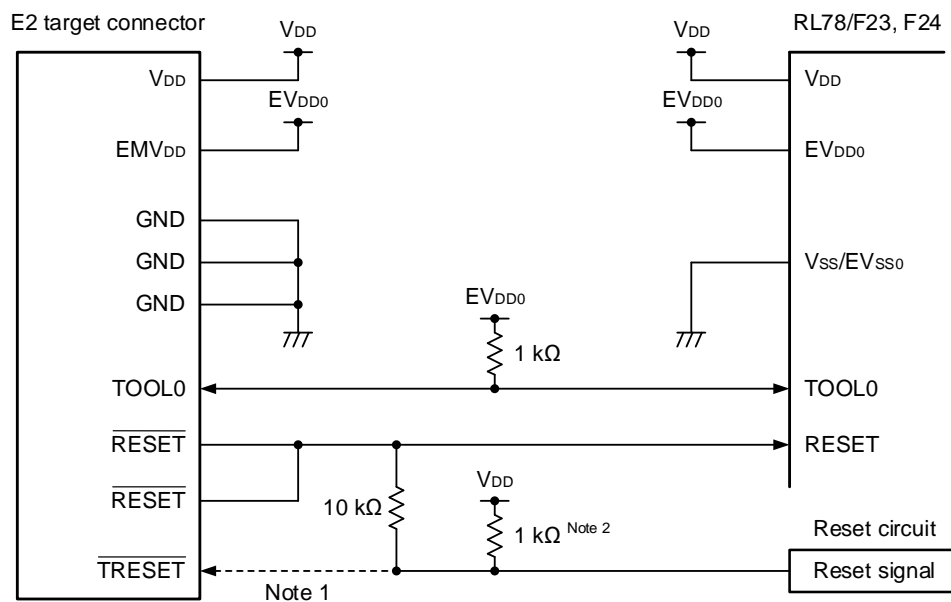 E2 target connector
RL78/F23, F24
VDD
VDD
VDD
VDD
EVDD0
EVDD0
EMVDD
EVDD0
GND
GND
VSS/EVSS0
GND
EVDD0
1 kΩ
TOOL0
TOOL0
RESET
RESET
VDD
RESET
10 kΩ
1 kΩ Note 2
Reset circuit
TRESET
Reset signal
Note 1